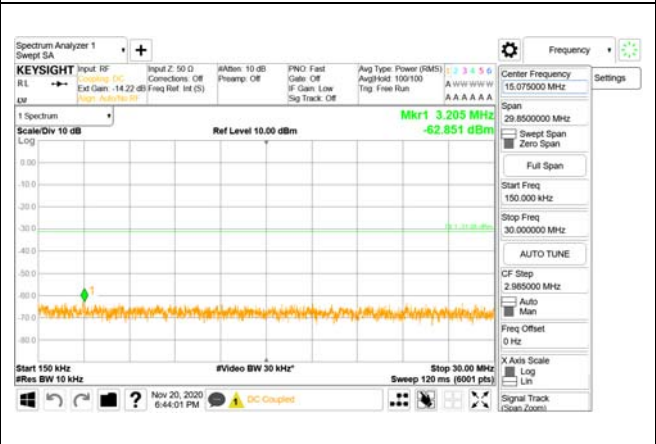 Spectrum Analyzer 1
Swept SA
Frequency
KEYSIGHT
RL
Input: RF
Coupling: DC
Ext Gain: -14.22 dB
Align: Auto/No RF
Input Z: 50 Ω
Corrections: Off
Freq Ref: Int (S)
#Atten: 10 dB
Preamp: Off
PNO: Fast
Gate: Off
IF Gain: Low
Sig Track: Off
Avg Type: Power (RMS)
Avg|Hold: 100/100
Trig: Free Run
1 2 3 4 5 6
A W W W W W
A A A A A A
1 Spectrum
Scale/Div 10 dB
Log
Ref Level 10.00 dBm
Mkr1 3.205 MHz
-62.851 dBm
0.00
-10.0
-20.0
-30.0
-40.0
-50.0
-60.0
-70.0
-80.0
1
Start 150 kHz
#Res BW 10 kHz
#Video BW 30 kHz*
Stop 30.00 MHz
Sweep 120 ms (6001 pts)
Nov 20, 2020
6:44:01 PM
DC Coupled
Center Frequency
15.075000 MHz
Settings
Span
29.8500000 MHz
Swept Span
Zero Span
Full Span
Start Freq
150.000 kHz
Stop Freq
30.000000 MHz
AUTO TUNE
CF Step
2.985000 MHz
Auto
Man
Freq Offset
0 Hz
X Axis Scale
Log
Lin
Signal Track
(Span Zoom)